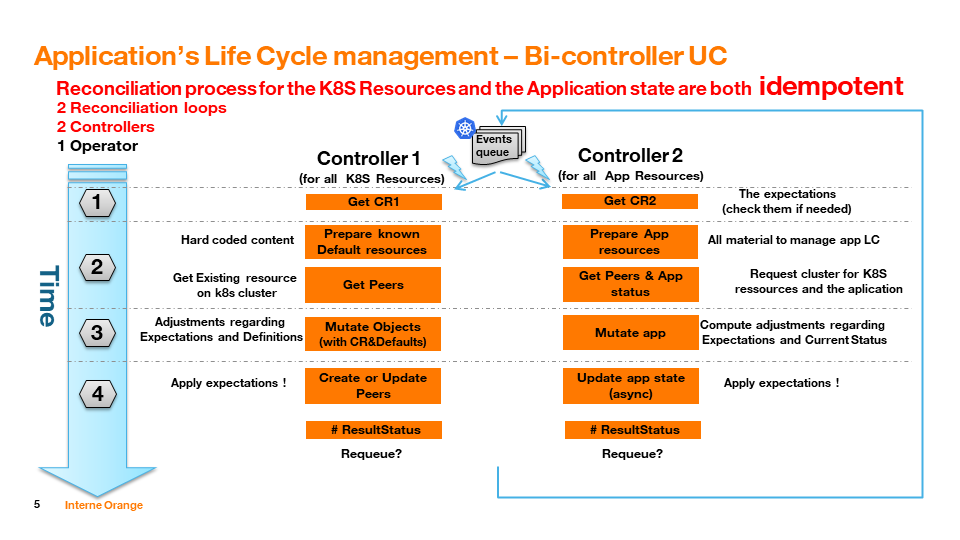 Application’s Life Cycle management – Bi-controller UC
Reconciliation process for the K8S Resources and the Application state are both idempotent
2 Reconciliation loops
2 Controllers
1 Operator
Events
queue
Controller 1
(for all K8S Resources)
Controller 2
(for all App Resources)
Time
1
Get CR1
Get CR2
The expectations
(check them if needed)
2
Hard coded content
Prepare known
Default resources
Prepare App
resources
All material to manage app LC
Get Existing resource
on k8s cluster
Get Peers
Get Peers & App
status
Request cluster for K8S
ressources and the aplication
3
Adjustments regarding
Expectations and Definitions
Mutate Objects
(with CR&Defaults)
Mutate app
Compute adjustments regarding
Expectations and Current Status
4
Apply expectations !
Create or Update
Peers
Update app state
(async)
Apply expectations !
# ResultStatus
# ResultStatus
Requeue?
Requeue?
5
Interne Orange